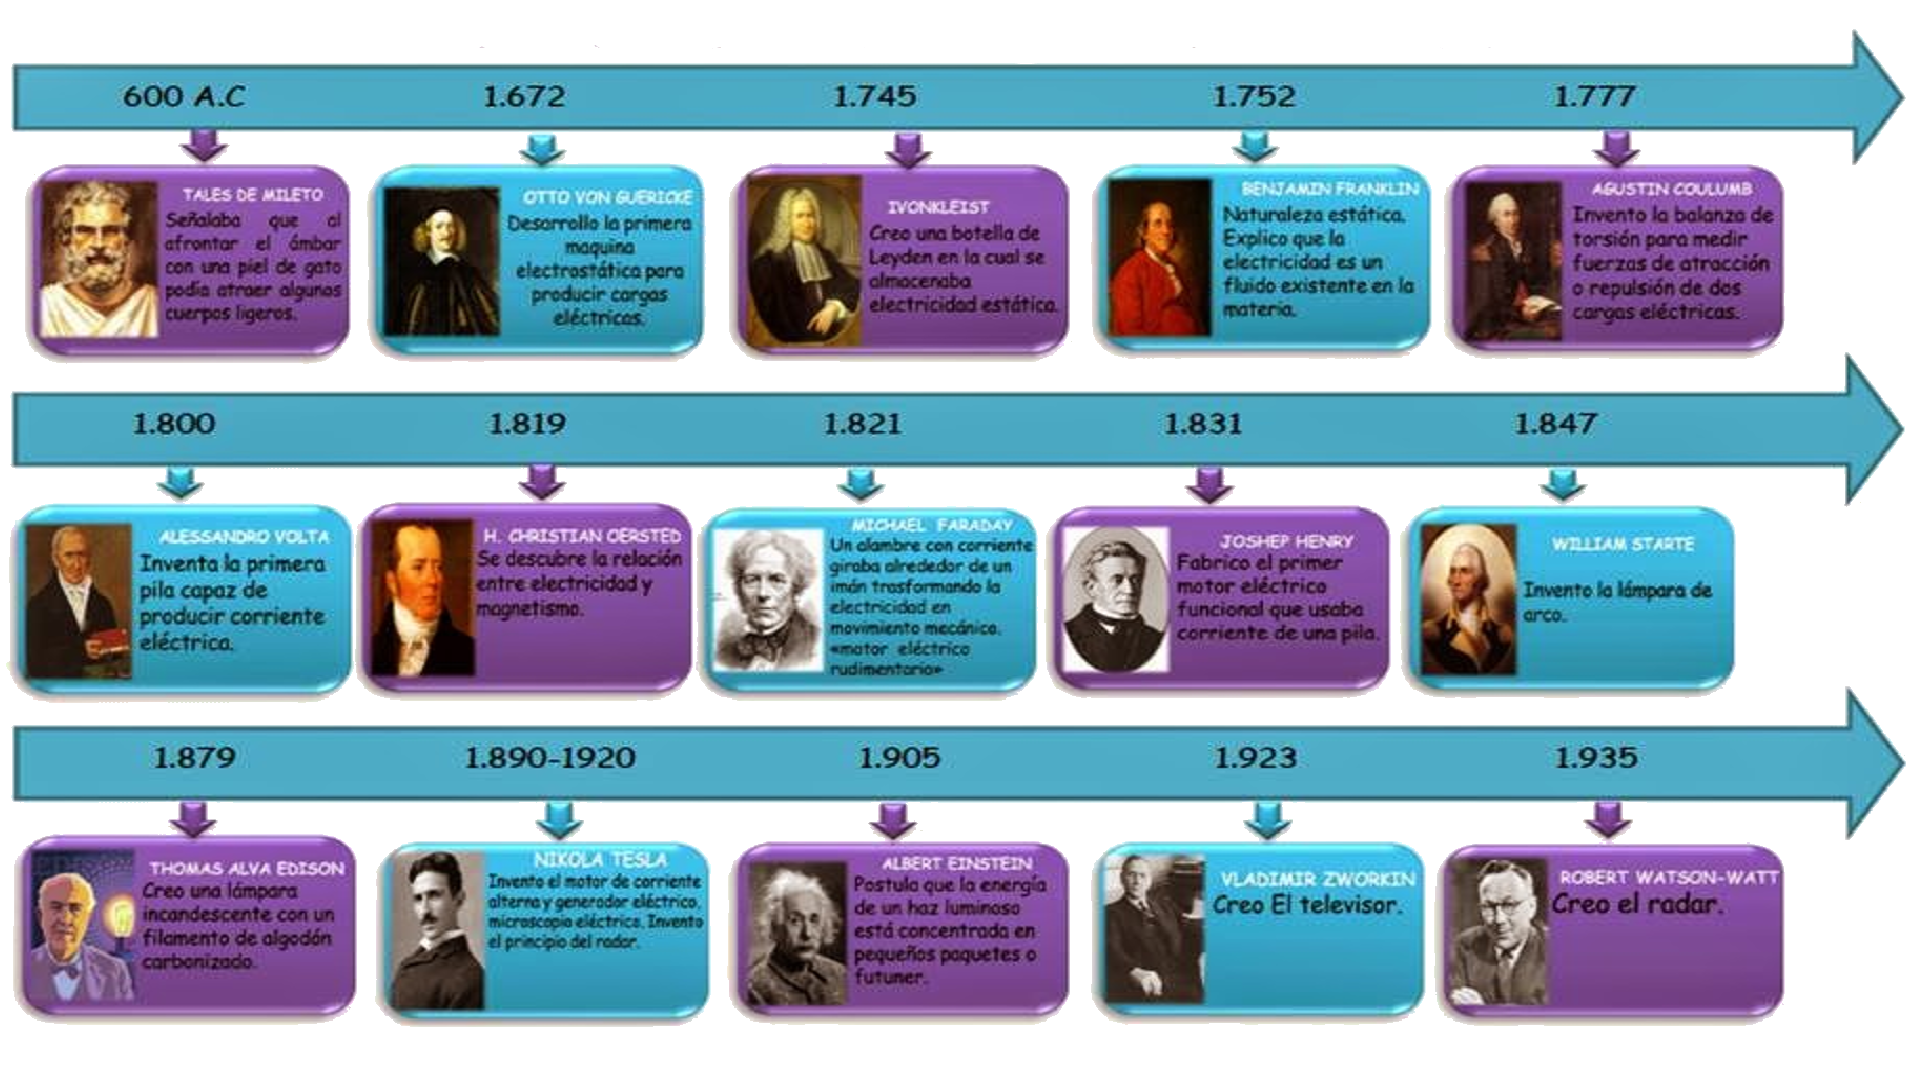 600 A.C 1.672 1.745 1.752 1.777
TALES DE MILETO
Señalaba que al
afrontar el ámbar
con una piel de gato
podia atraer algunos
cuerpos ligeros.
OTTO VON GUERICKE
Desarrollo la primera
maquina
electrostática para
producir cargas
eléctricas.
IVONKLEIST
Creo una botella de
Leyden en la cual se
almacenaba
electricidad estática.
BENJAMIN FRANKLIN
Naturaleza estática.
Explico que la
electricidad es un
fluido existente en la
materia.
AGUSTIN COULUMB
Invento la balanza de
torsión para medir
fuerzas de atracción
o repulsión de dos
cargas eléctricas.
1.800 1.819 1.821 1.831 1.847
ALESSANDRO VOLTA
Inventa la primera
pila capaz de
producir corriente
eléctrica.
H. CHRISTIAN OERSTED
Se descubre la relación
entre electricidad y
magnetismo.
MICHAEL FARADAY
Un alambre con corriente
giraba alrededor de un
imán trasformando la
electricidad en
movimiento mecánico.
«motor eléctrico
rudimentario»
JOSHEP HENRY
Fabrico el primer
motor eléctrico
funcional que usaba
corriente de una pila.
WILLIAM STARTE
Invento la lámpara de
arco.
1.879 1.890-1920 1.905 1.923 1.935
THOMAS ALVA EDISON
Creo una lámpara
incandescente con un
filamento de algodón
carbonizado.
NIKOLA TESLA
Invento el motor de corriente
alterna y generador eléctrico,
microscopio eléctrico. Invento
el principio del radar.
ALBERT EINSTEIN
Postula que la energía
de un haz luminoso
está concentrada en
pequeños paquetes o
futuner.
VLADIMIR ZWORKIN
Creo El televisor.
ROBERT WATSON-WATT
Creo el radar.